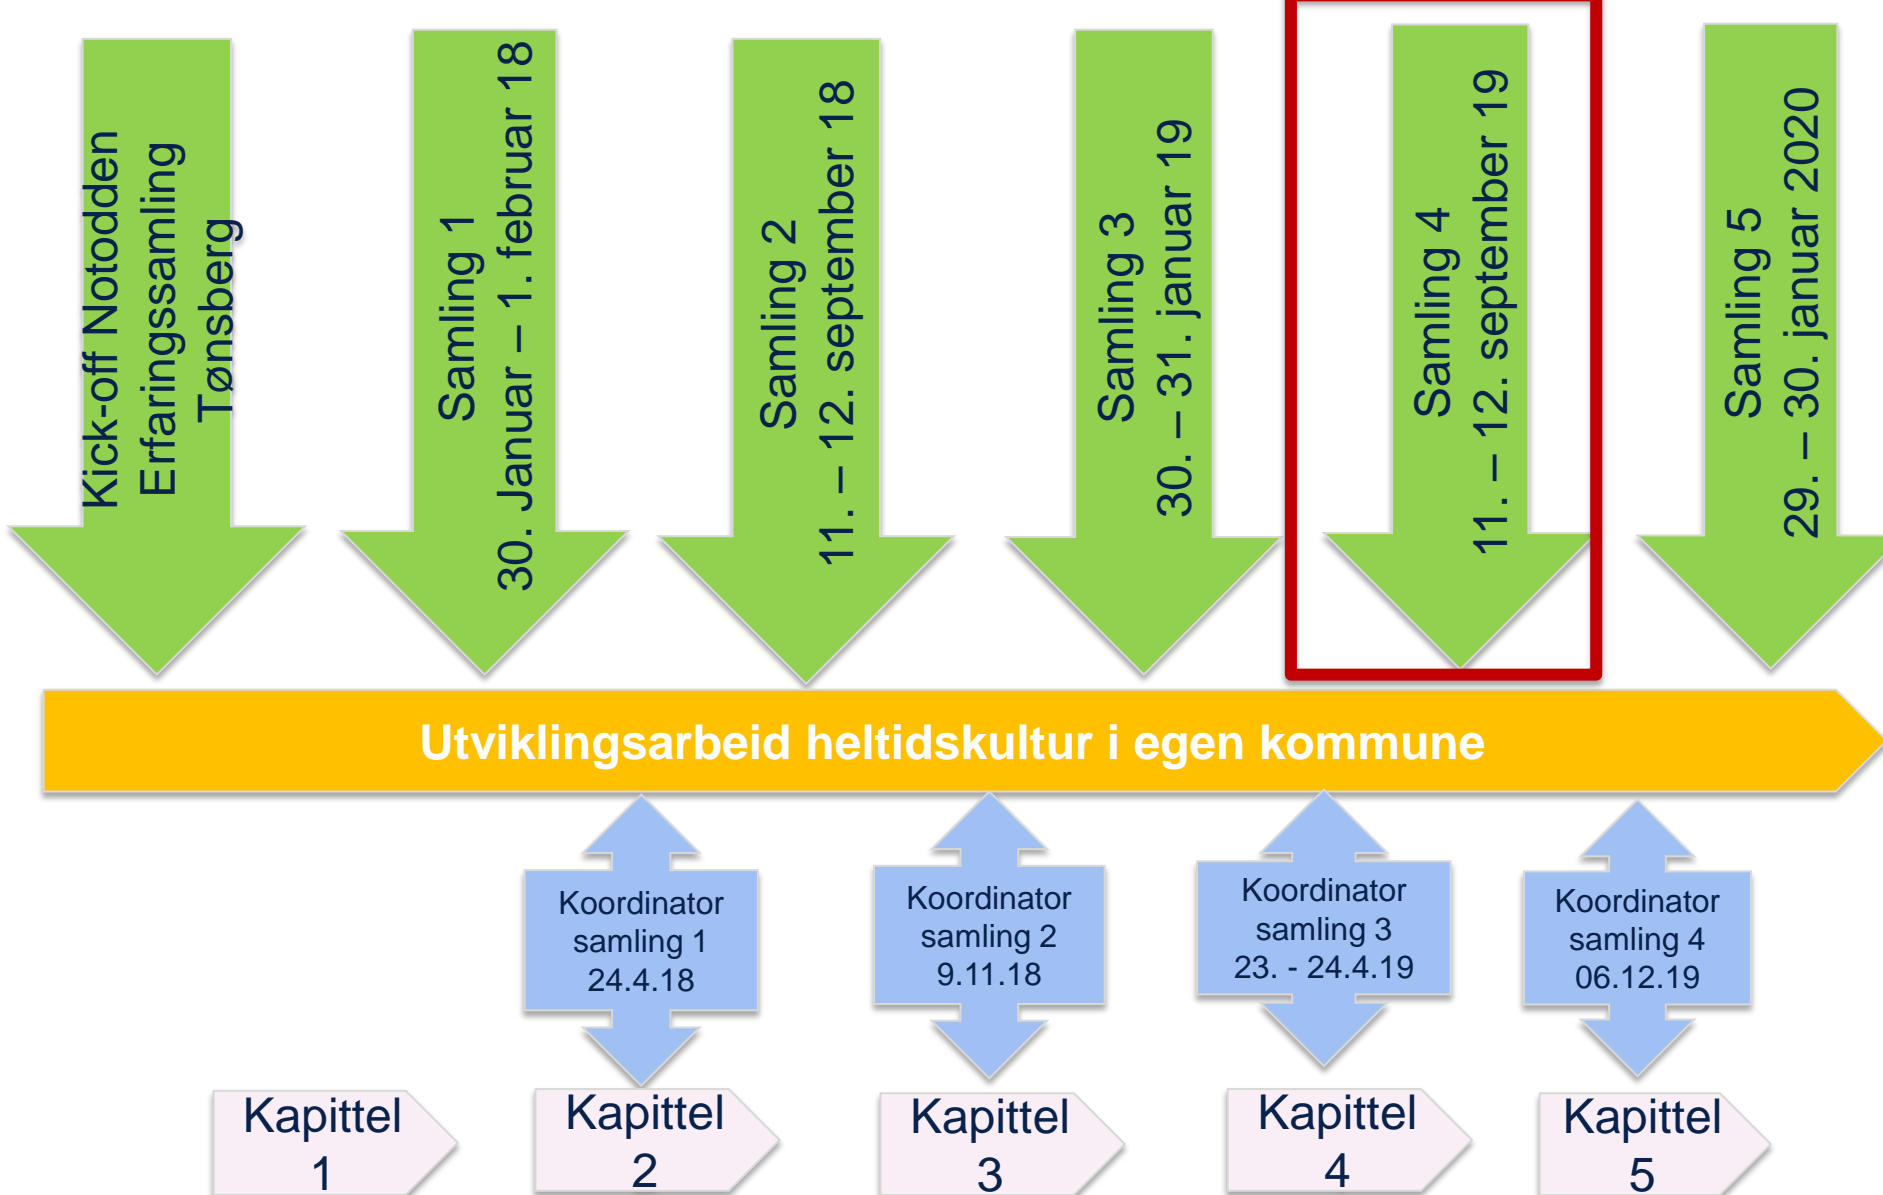 Kick-off Notodden
Erfaringssamling
Tønsberg
Samling 1
30. Januar – 1. februar 18
Samling 2
11. – 12. september 18
Samling 3
30. – 31. januar 19
Samling 4
11. – 12. september 19
Samling 5
29. – 30. januar 2020
Utviklingsarbeid heltidskultur i egen kommune
Koordinator
samling 1
24.4.18
Koordinator
samling 2
9.11.18
Koordinator
samling 3
23. - 24.4.19
Koordinator
samling 4
06.12.19
Kapittel
1
Kapittel
2
Kapittel
3
Kapittel
4
Kapittel
5